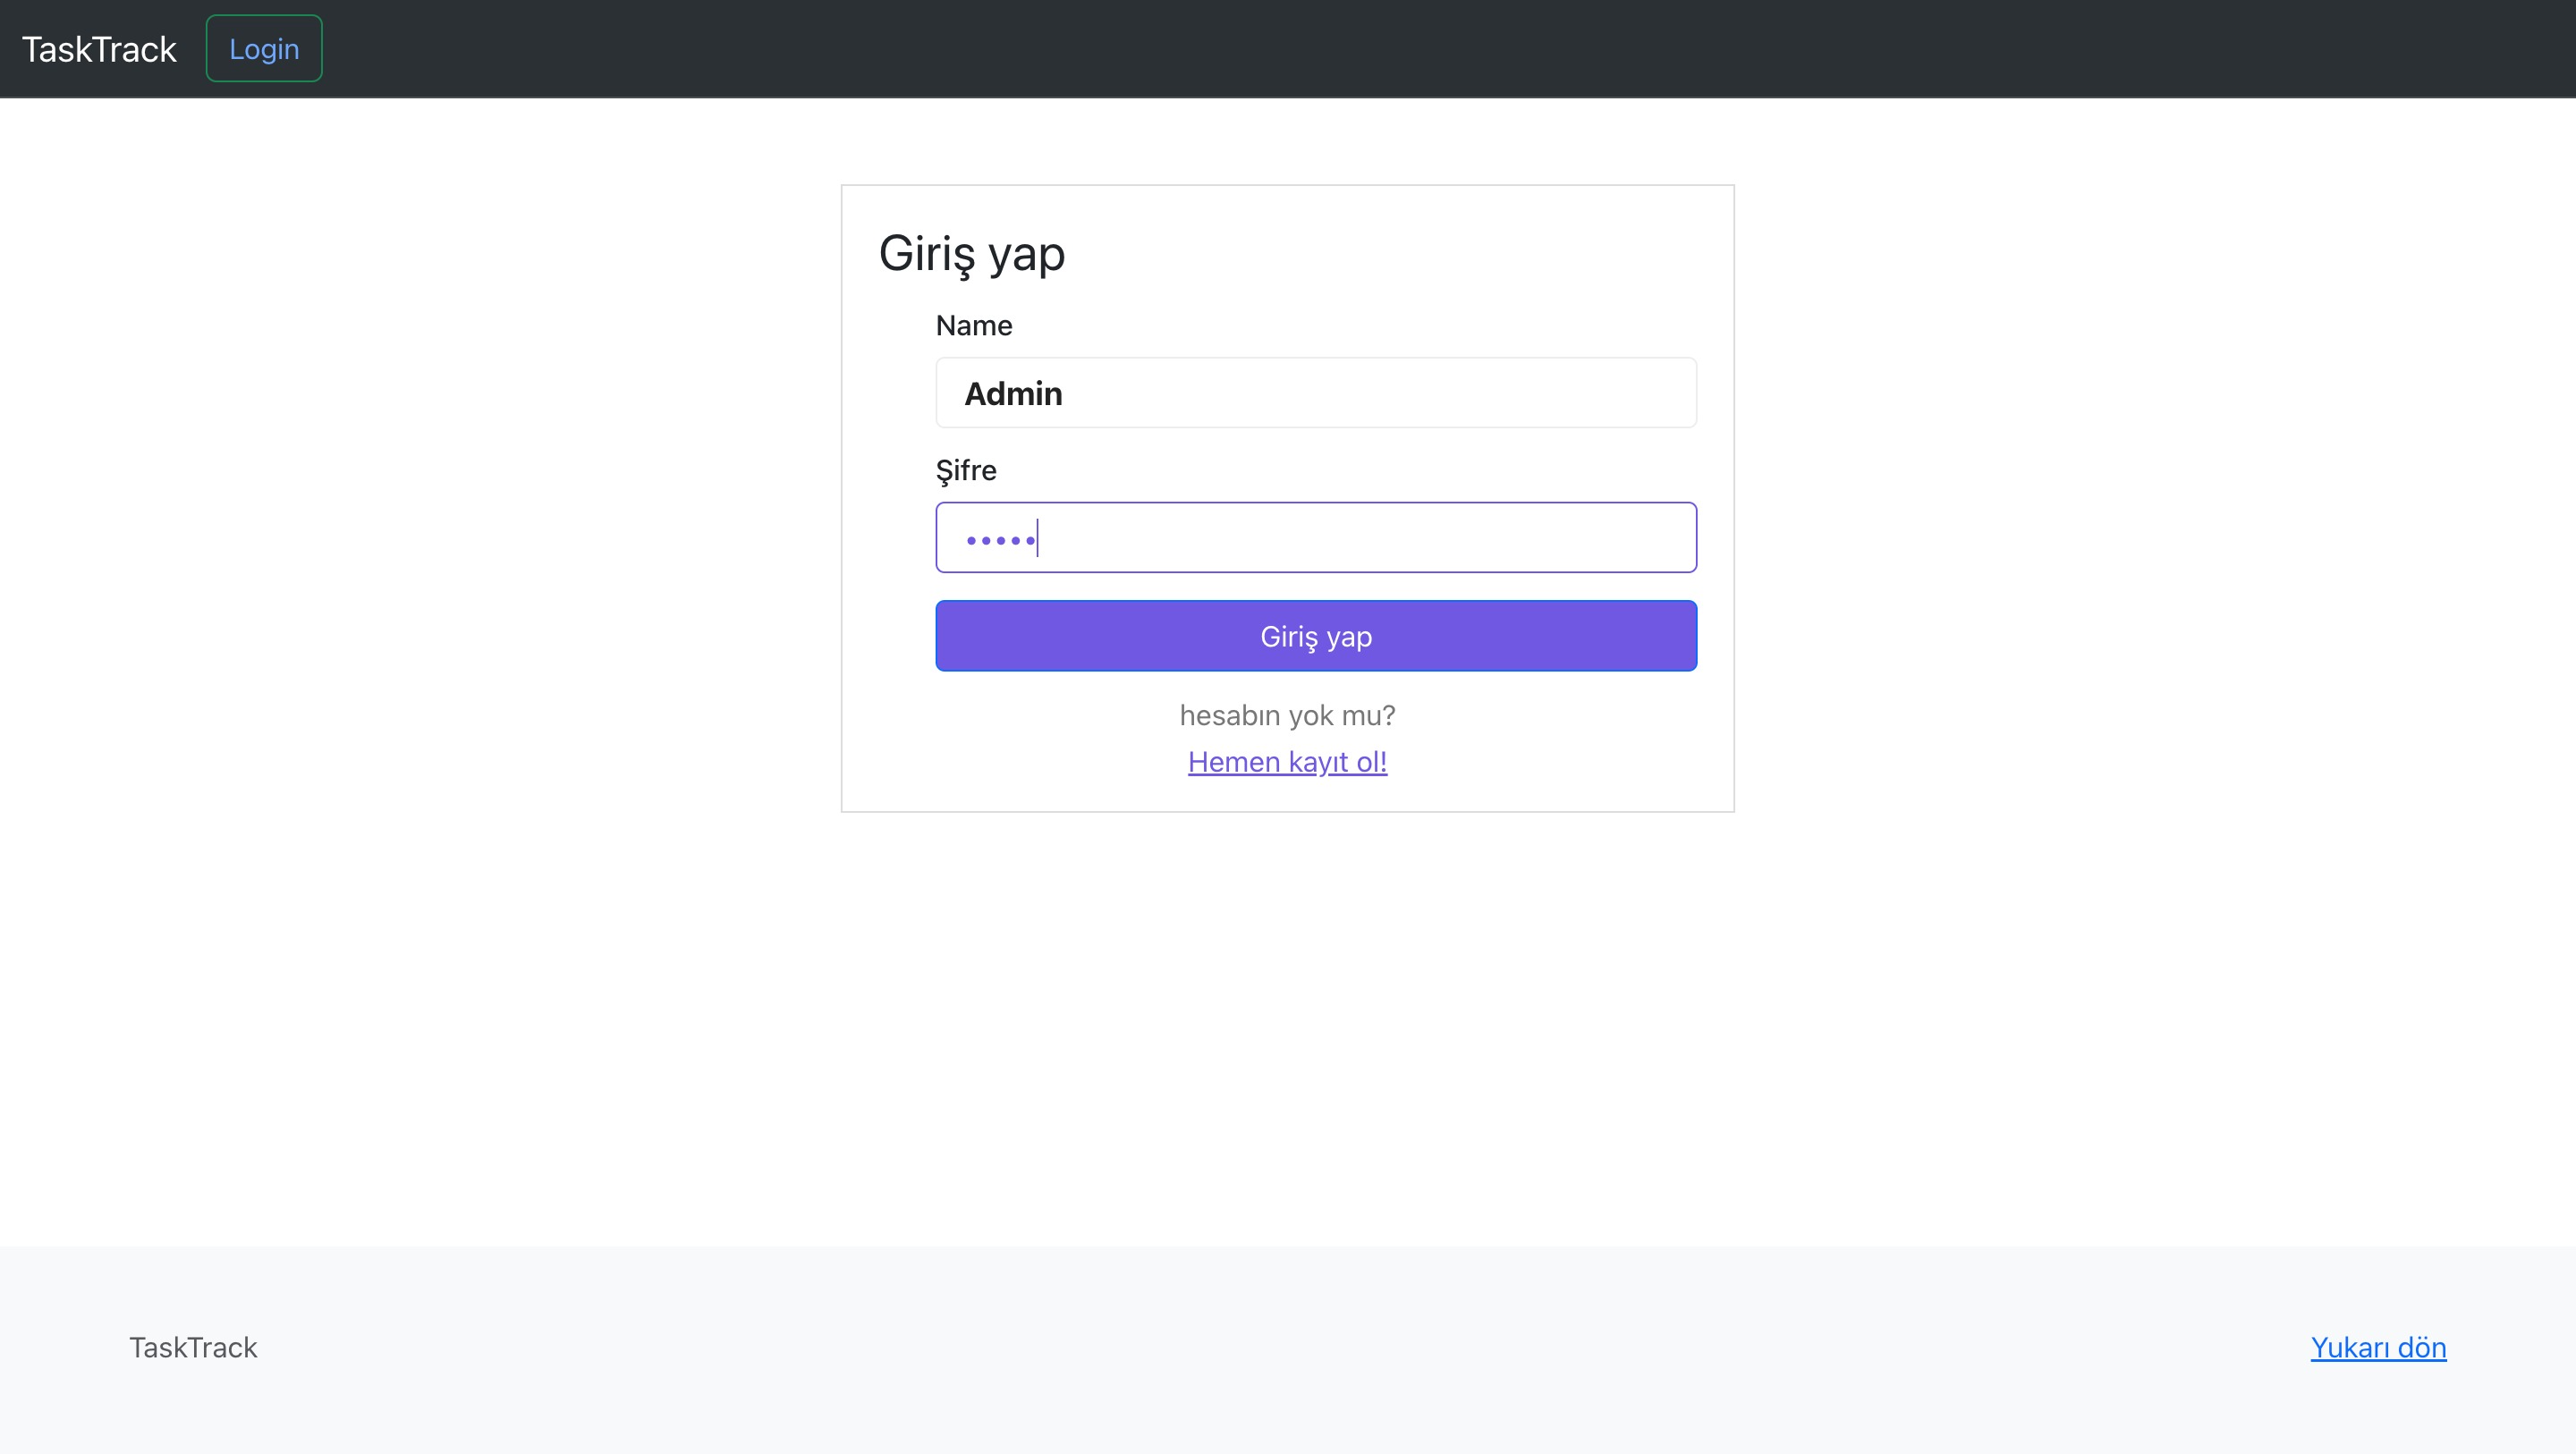 TaskTrack
Login
Giriş yap
Name
Admin
Şifre
•••••
Giriş yap
hesabın yok mu?
Hemen kayıt ol!
TaskTrack
Yukarı dön